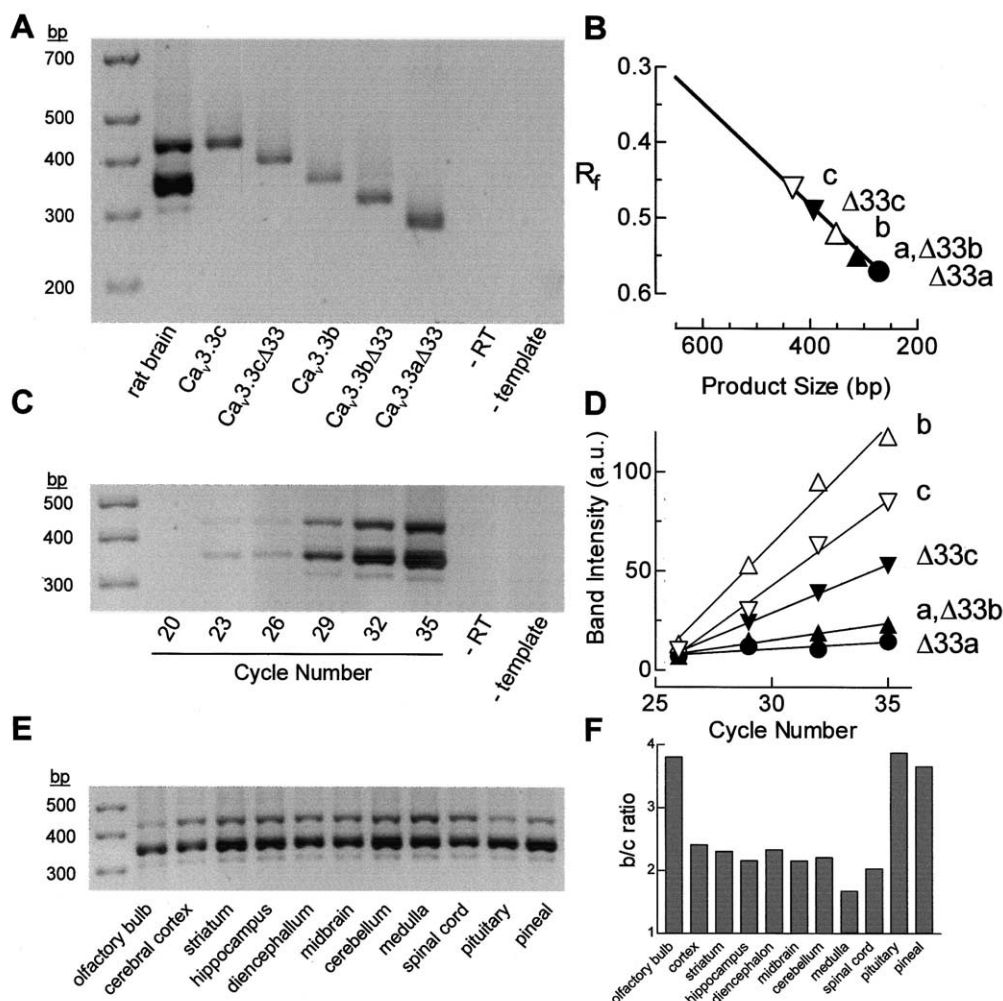 A
bp
700
500
400
300
200
rat brain
Cav3.3c
Cav3.3cΔ33
Cav3.3b
Cav3.3bΔ33
Cav3.3aΔ33
- RT
- template
B
0.3
0.4
Rf
0.5
0.6
c
Δ33c
b
a,Δ33b
Δ33a
600
400
200
Product Size (bp)
C
bp
500
400
300
20
23
26
29
32
35
- RT
- template
Cycle Number
D
100
50
0
Band Intensity (a.u.)
b
c
Δ33c
a,Δ33b
Δ33a
25
30
35
Cycle Number
E
bp
500
400
300
olfactory bulb
cerebral cortex
striatum
hippocampus
diencephallum
midbrain
cerebellum
medulla
spinal cord
pituitary
pineal
F
4
3
2
1
b/c ratio
olfactory bulb
cortex
striatum
hippocampus
diencephalon
midbrain
cerebellum
medulla
spinal cord
pituitary
pineal